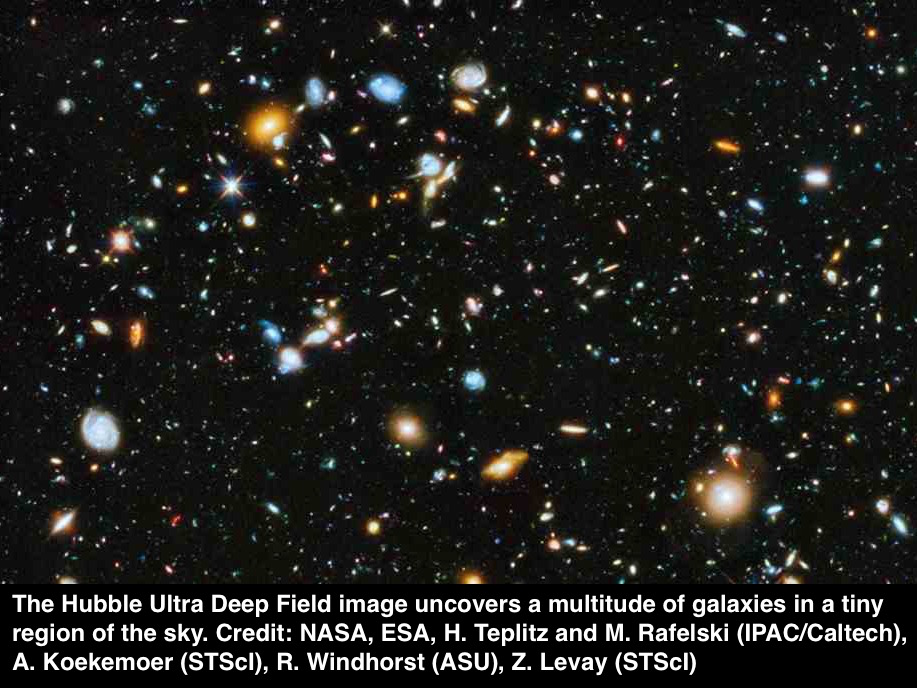 The Hubble Ultra Deep Field image uncovers a multitude of galaxies in a tiny
region of the sky. Credit: NASA, ESA, H. Teplitz and M. Rafelski (IPAC/Caltech),
A. Koekemoer (STScI), R. Windhorst (ASU), Z. Levay (STScI)